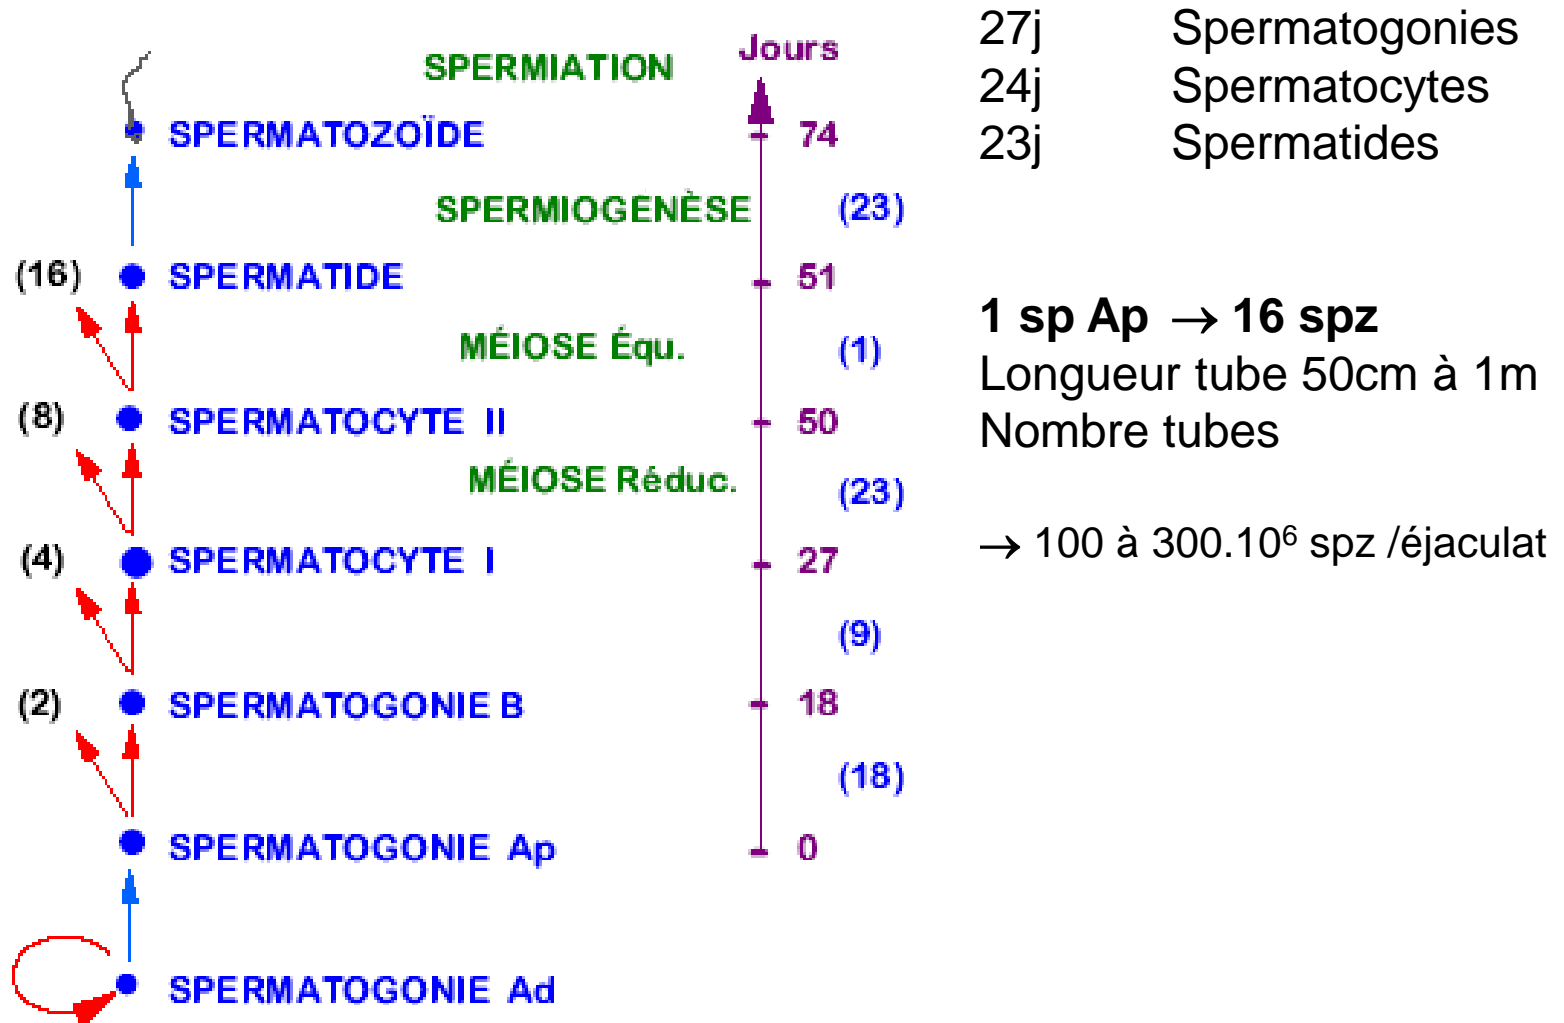 Jours
SPERMIATION
SPERMATOZOÏDE
74
SPERMIOGENÈSE
(23)
(16)
SPERMATIDE
51
MÉIOSE Équ.
(1)
(8)
SPERMATOCYTE II
50
MÉIOSE Réduc.
(23)
(4)
SPERMATOCYTE I
27
(9)
(2)
SPERMATOGONIE B
18
(18)
SPERMATOGONIE Ap
0
SPERMATOGONIE Ad
27j Spermatogonies
24j Spermatocytes
23j Spermatides
1 sp Ap → 16 spz
Longueur tube 50cm à 1m
Nombre tubes
→ 100 à 300.10⁶ spz /éjaculat